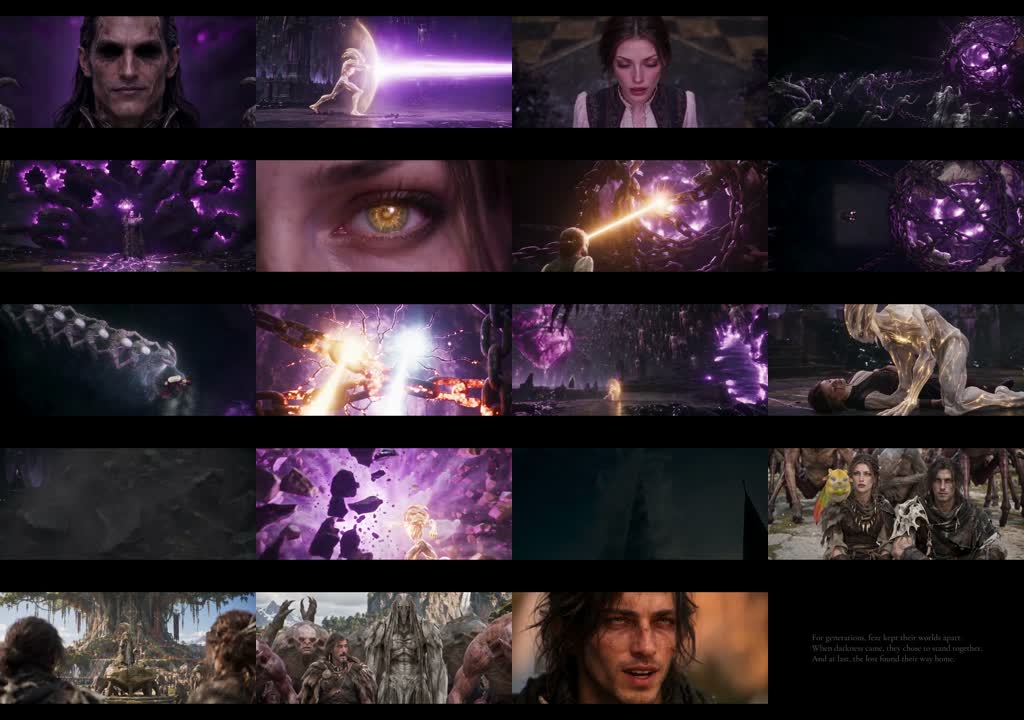 For generations, fear kept their worlds apart.
When darkness came, they chose to stand together.
And at last, the lost found their way home.